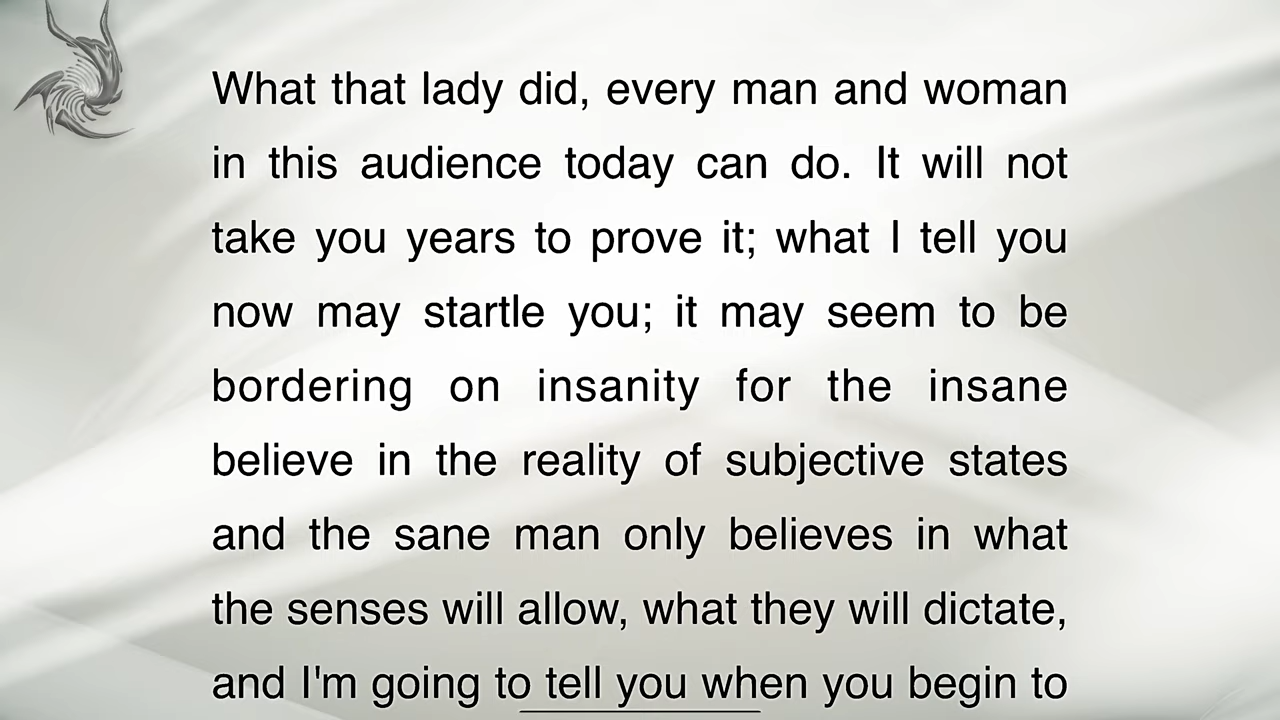 What that lady did, every man and woman
in this audience today can do. It will not
take you years to prove it; what I tell you
now may startle you; it may seem to be
bordering on insanity for the insane
believe in the reality of subjective states
and the sane man only believes in what
the senses will allow, what they will dictate,
and I'm going to tell you when you begin to